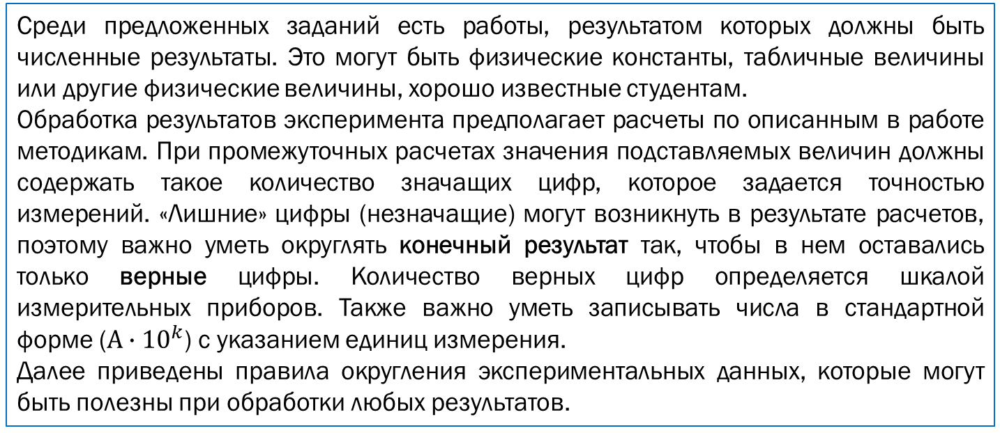 Среди предложенных заданий есть работы, результатом которых должны быть
численные результаты. Это могут быть физические константы, табличные величины
или другие физические величины, хорошо известные студентам.
Обработка результатов эксперимента предполагает расчеты по описанным в работе
методикам. При промежуточных расчетах значения подставляемых величин должны
содержать такое количество значащих цифр, которое задается точностью
измерений. «Лишние» цифры (незначащие) могут возникнуть в результате расчетов,
поэтому важно уметь округлять конечный результат так, чтобы в нем оставались
только верные цифры. Количество верных цифр определяется шкалой
измерительных приборов. Также важно уметь записывать числа в стандартной
форме (А · 10^k) с указанием единиц измерения.
Далее приведены правила округления экспериментальных данных, которые могут
быть полезны при обработки любых результатов.